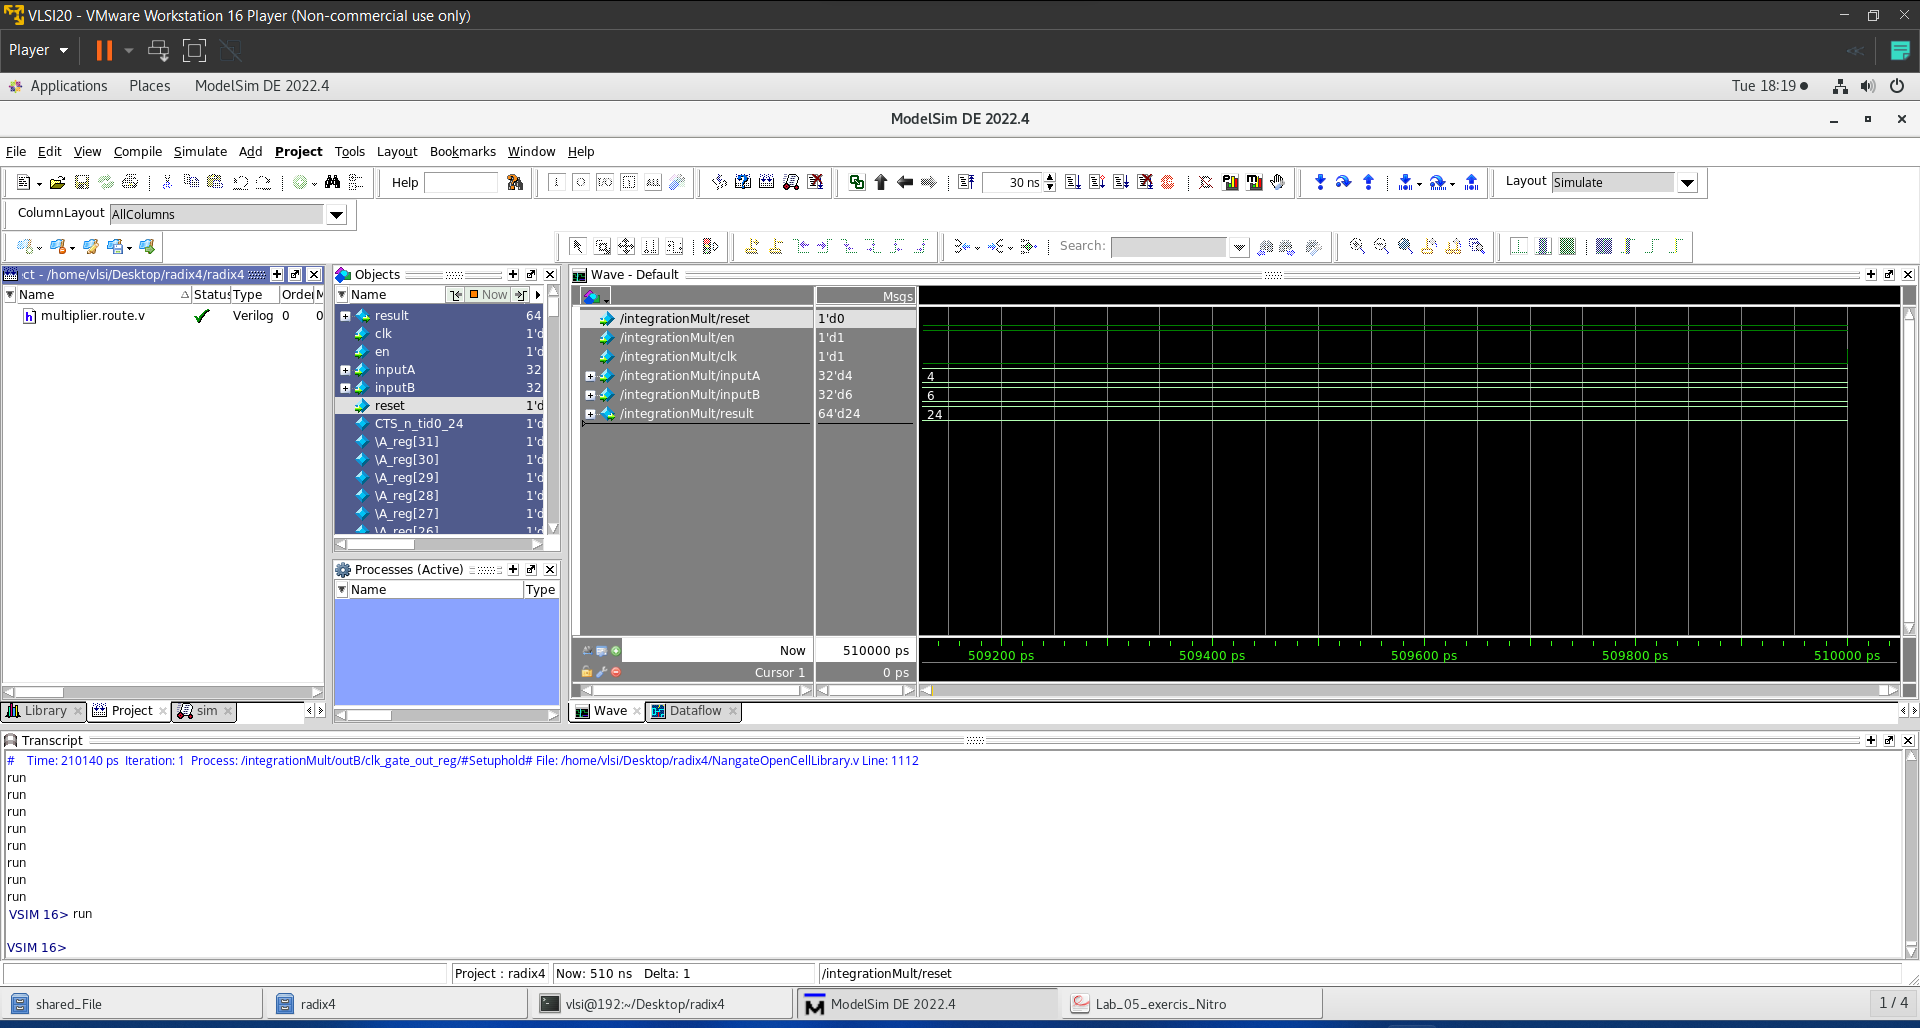 VLSI20 - VMware Workstation 16 Player (Non-commercial use only)
Player
Applications Places ModelSim DE 2022.4 Tue 18:19
ModelSim DE 2022.4
File Edit View Compile Simulate Add Project Tools Layout Bookmarks Window Help
Help 30 ns Layout Simulate
ColumnLayout AllColumns
Search:
ct - /home/vlsi/Desktop/radix4/radix4
Name Status Type Order M
multiplier.route.v Verilog 0 0
Objects
Name Now
result 64
clk 1'd
en 1'd
inputA 32
inputB 32
reset 1'd
CTS_n_tid0_24 1'd
\A_reg[31] 1'd
\A_reg[30] 1'd
\A_reg[29] 1'd
\A_reg[28] 1'd
\A_reg[27] 1'd
\A_reg[26] 1'd
Processes (Active)
Name Type
Wave - Default
Msgs
/integrationMult/reset 1'd0
/integrationMult/en 1'd1
/integrationMult/clk 1'd1
/integrationMult/inputA 32'd4 4
/integrationMult/inputB 32'd6 6
/integrationMult/result 64'd24 24
Now 510000 ps 509200 ps 509400 ps 509600 ps 509800 ps 510000 ps
Cursor 1 0 ps
Library Project sim
Wave Dataflow
Transcript
# Time: 210140 ps Iteration: 1 Process: /integrationMult/outB/clk_gate_out_reg/#Setuphold# File: /home/vlsi/Desktop/radix4/NangateOpenCellLibrary.v Line: 1112
run
run
run
run
run
run
run
run
VSIM 16> run
VSIM 16>
Project : radix4 Now: 510 ns Delta: 1 /integrationMult/reset
shared_File radix4 vlsi@192:~/Desktop/radix4 ModelSim DE 2022.4 Lab_05_exercis_Nitro 1 / 4